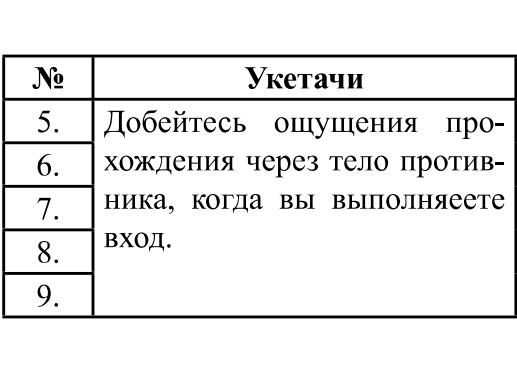 № Укетачи
5. Добейтесь ощущения про-
6. хождения через тело против-
7. ника, когда вы выполняеете
8. вход.
9.